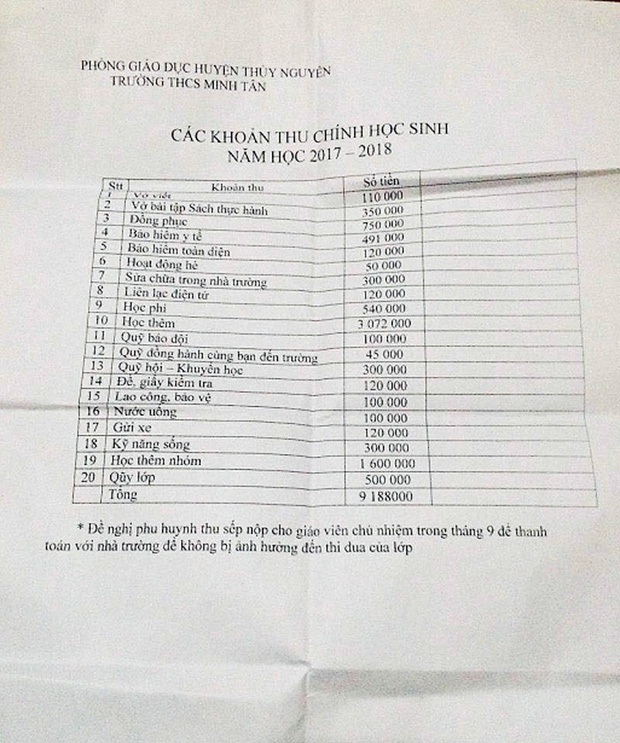 PHÒNG GIÁO DỤC HUYỆN THỦY NGUYÊN
TRƯỜNG THCS MINH TÂN
CÁC KHOẢN THU CHÍNH HỌC SINH
NĂM HỌC 2017 – 2018
Stt Khoản thu Số tiền
1 Vở viết 110 000
2 Vở bài tập Sách thực hành 350 000
3 Đồng phục 750 000
4 Bảo hiểm y tế 491 000
5 Bảo hiểm toàn diện 120 000
6 Hoạt động hè 50 000
7 Sửa chữa trong nhà trường 300 000
8 Liên lạc điện tử 120 000
9 Học phí 540 000
10 Học thêm 3 072 000
11 Quỹ báo đội 100 000
12 Quỹ đồng hành cùng bạn đến trường 45 000
13 Quỹ hội – Khuyến học 300 000
14 Đề, giấy kiểm tra 120 000
15 Lao công, bảo vệ 100 000
16 Nước uống 100 000
17 Gửi xe 120 000
18 Kỹ năng sống 300 000
19 Học thêm nhóm 1 600 000
20 Qũy lớp 500 000
Tổng 9 188000
* Đề nghị phu huynh thu sếp nộp cho giáo viên chủ nhiệm trong tháng 9 để thanh
toán với nhà trường để không bị ảnh hưởng đến thi dua của lớp